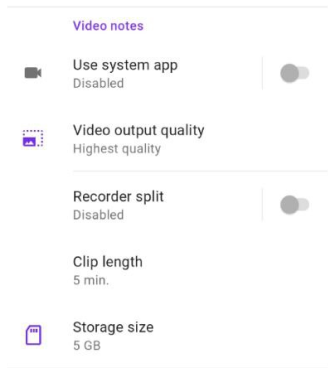 Video notes
Use system app
Disabled
Video output quality
Highest quality
Recorder split
Disabled
Clip length
5 min.
Storage size
5 GB